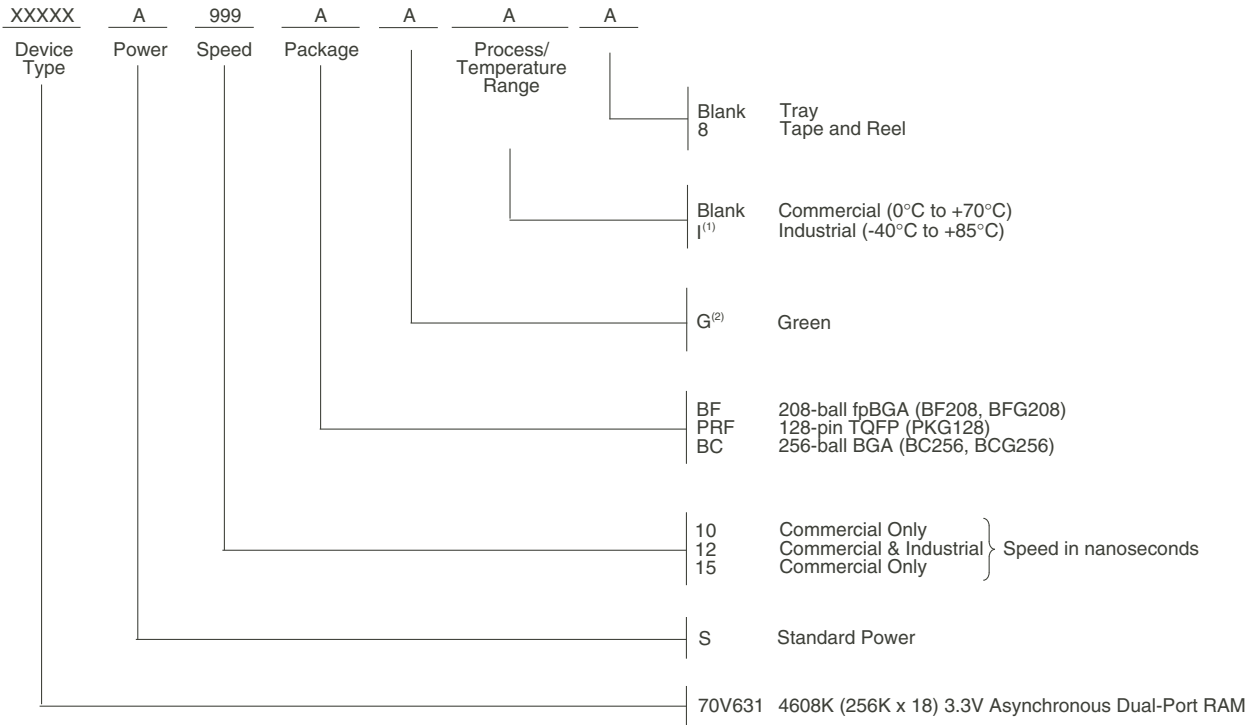 XXXXX A 999 A A A A
Device Type Power Speed Package Process/ Temperature Range
Blank Tray
8 Tape and Reel
Blank Commercial (0°C to +70°C)
I(1) Industrial (-40°C to +85°C)
G(2) Green
BF 208-ball fpBGA (BF208, BFG208)
PRF 128-pin TQFP (PKG128)
BC 256-ball BGA (BC256, BCG256)
10 Commercial Only
12 Commercial & Industrial Speed in nanoseconds
15 Commercial Only
S Standard Power
70V631 4608K (256K x 18) 3.3V Asynchronous Dual-Port RAM